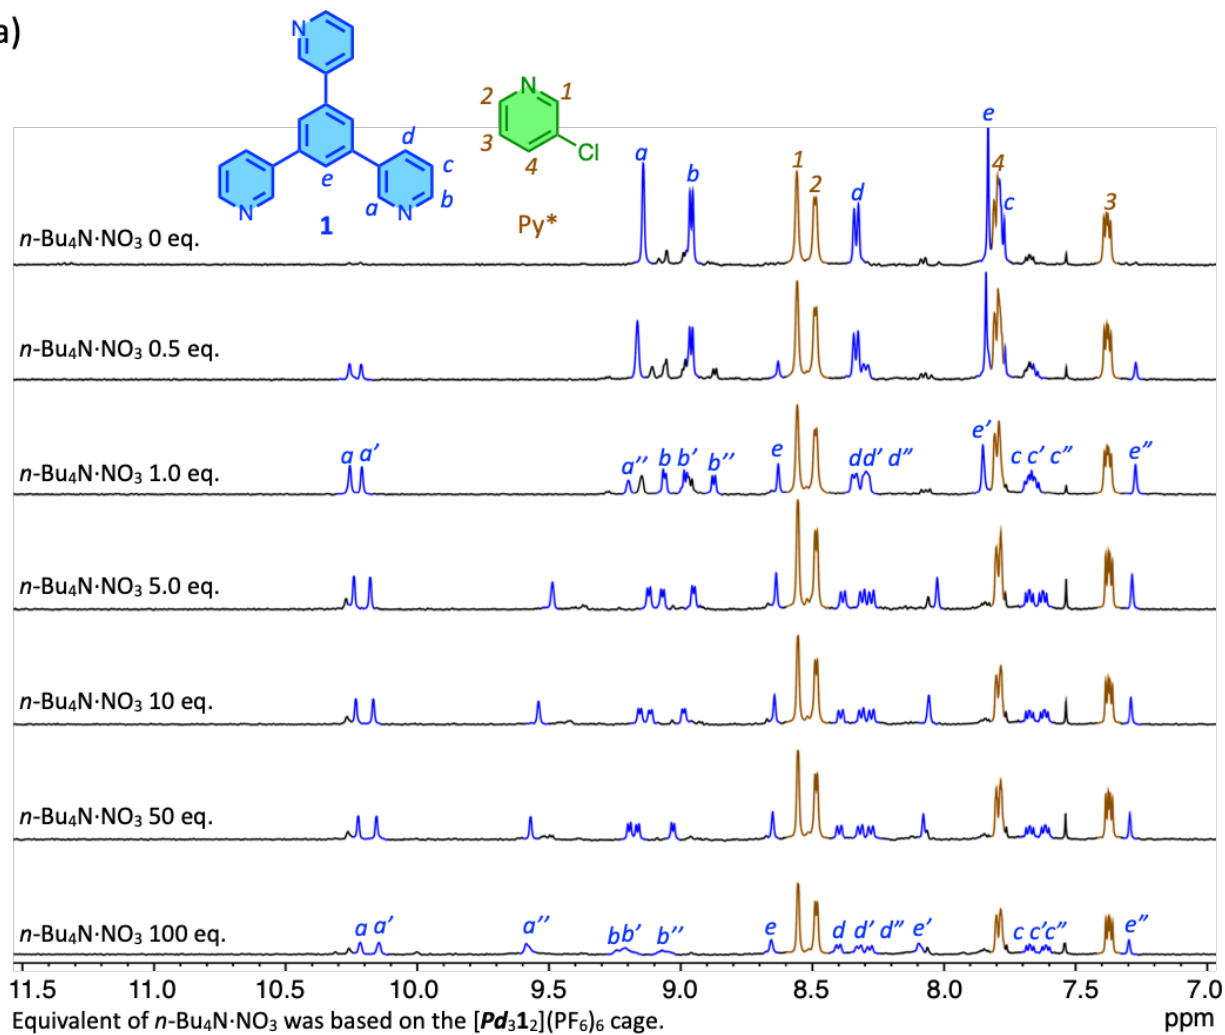 a)
N
N
N
d
c
b
a
e
1
N
2
1
3
4
Cl
Py*
n-Bu4N·NO3 0 eq.
a
b
1
2
d
e
4
c
3
n-Bu4N·NO3 0.5 eq.
n-Bu4N·NO3 1.0 eq.
a a′
a′′ b b′ b′′
e
d d′ d′′
e′
c c′ c′′
e′′
n-Bu4N·NO3 5.0 eq.
n-Bu4N·NO3 10 eq.
n-Bu4N·NO3 50 eq.
n-Bu4N·NO3 100 eq.
a a′
a′′
bb′ b′′
e
d d′ d′′ e′
c c′c′′
e′′
11.5 11.0 10.5 10.0 9.5 9.0 8.5 8.0 7.5 7.0
Equivalent of n-Bu4N·NO3 was based on the [Pd312](PF6)6 cage.
ppm